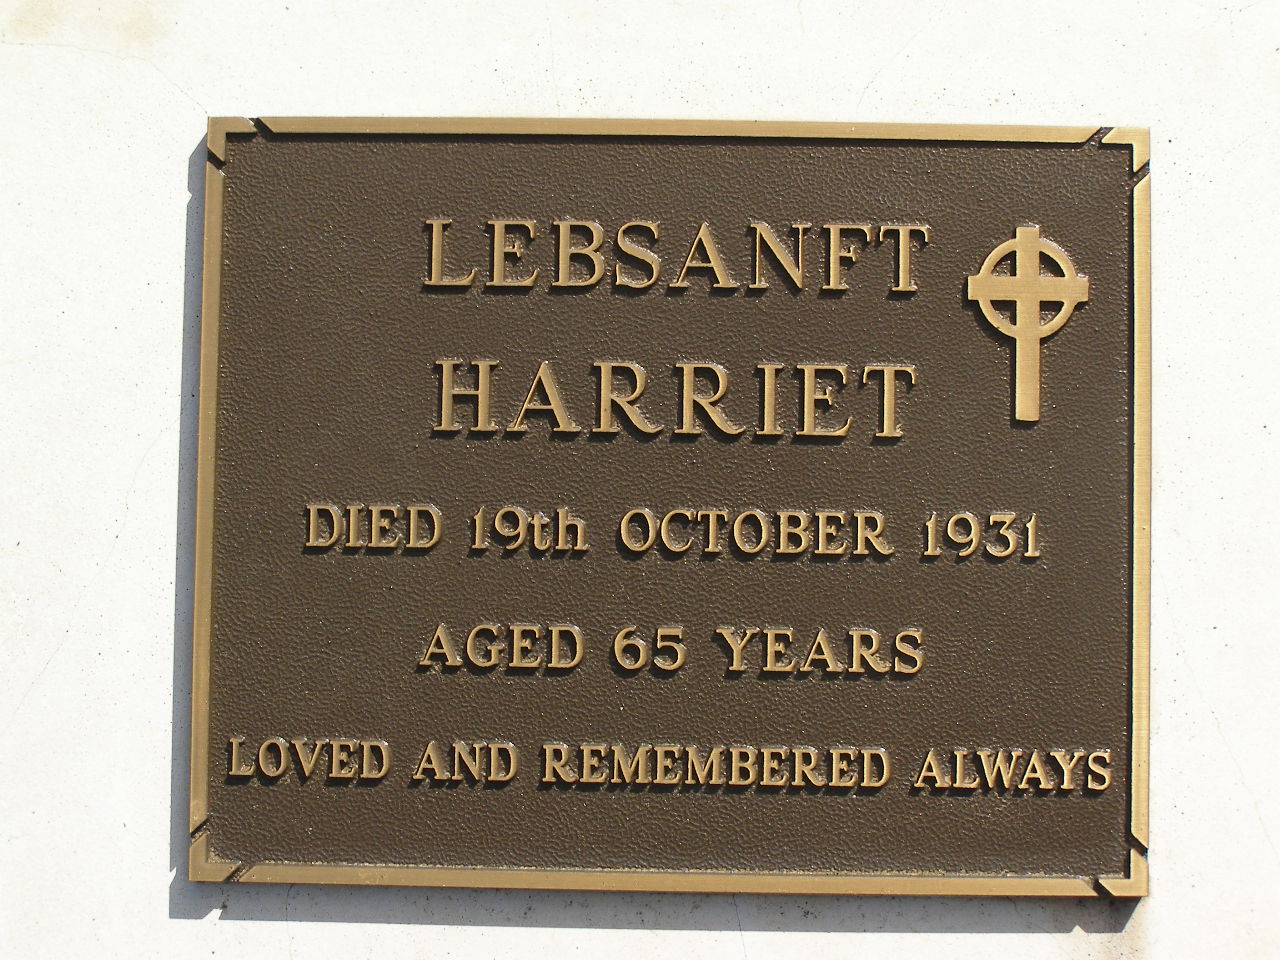 LEBSANFT
HARRIET
DIED 19th OCTOBER 1931
AGED 65 YEARS
LOVED AND REMEMBERED ALWAYS